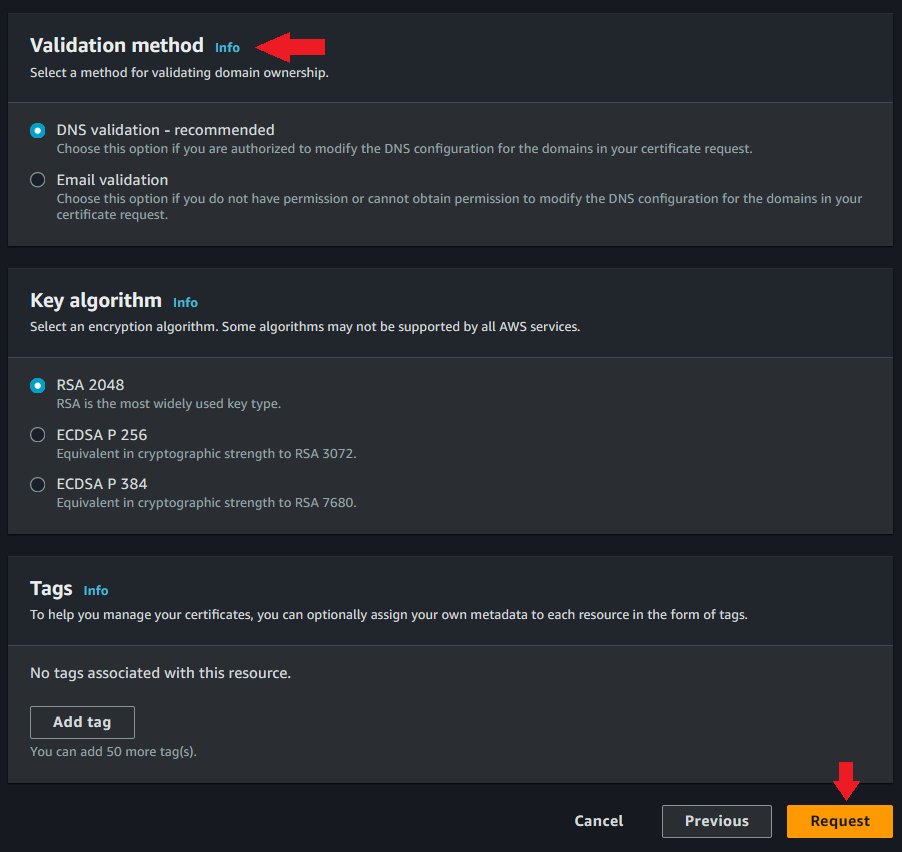 Validation method Info
Select a method for validating domain ownership.
DNS validation - recommended
Choose this option if you are authorized to modify the DNS configuration for the domains in your certificate request.
Email validation
Choose this option if you do not have permission or cannot obtain permission to modify the DNS configuration for the domains in your
certificate request.
Key algorithm Info
Select an encryption algorithm. Some algorithms may not be supported by all AWS services.
RSA 2048
RSA is the most widely used key type.
ECDSA P 256
Equivalent in cryptographic strength to RSA 3072.
ECDSA P 384
Equivalent in cryptographic strength to RSA 7680.
Tags Info
To help you manage your certificates, you can optionally assign your own metadata to each resource in the form of tags.
No tags associated with this resource.
Add tag
You can add 50 more tag(s).
Cancel Previous Request